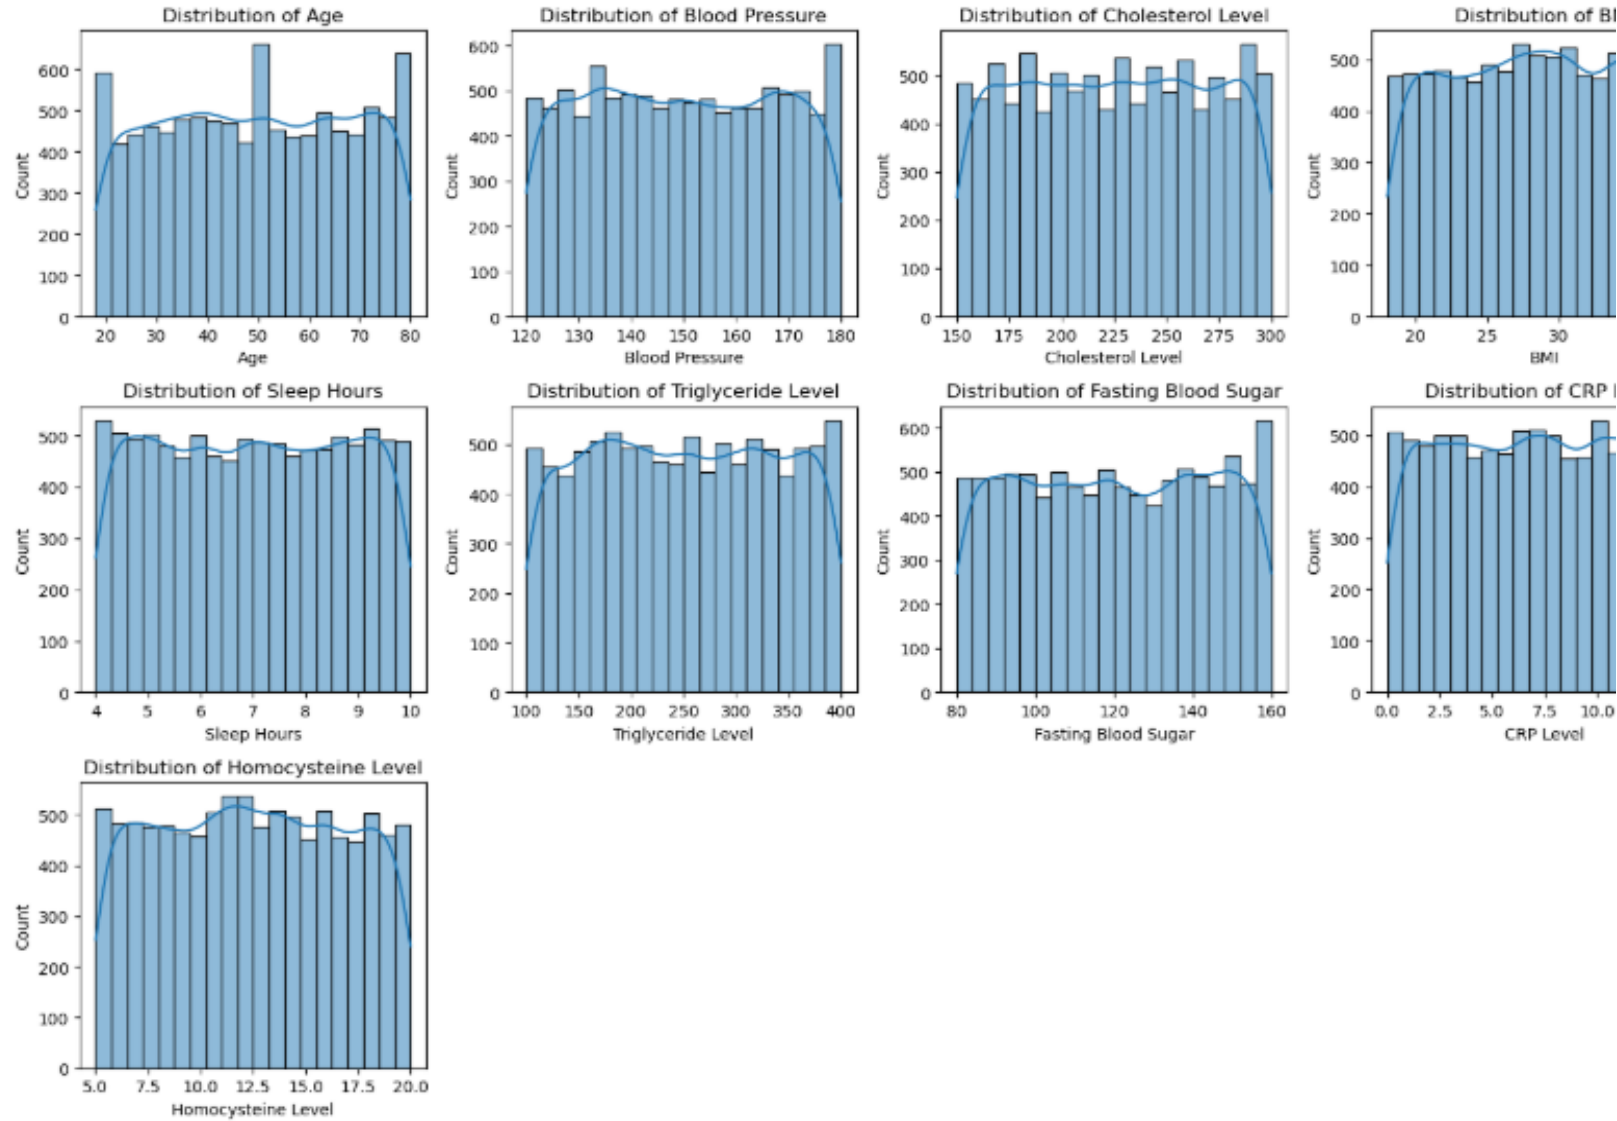 Distribution of Age
600
500
400
300
200
100
0
Count
20 30 40 50 60 70 80
Age
Distribution of Blood Pressure
600
500
400
300
200
100
0
Count
120 130 140 150 160 170 180
Blood Pressure
Distribution of Cholesterol Level
500
400
300
200
100
0
Count
150 175 200 225 250 275 300
Cholesterol Level
Distribution of B
500
400
300
200
100
0
Count
20 25 30
BMI
Distribution of Sleep Hours
500
400
300
200
100
0
Count
4 5 6 7 8 9 10
Sleep Hours
Distribution of Triglyceride Level
500
400
300
200
100
0
Count
100 150 200 250 300 350 400
Triglyceride Level
Distribution of Fasting Blood Sugar
600
500
400
300
200
100
0
Count
80 100 120 140 160
Fasting Blood Sugar
Distribution of CRP
500
400
300
200
100
0
Count
0.0 2.5 5.0 7.5 10.0
CRP Level
Distribution of Homocysteine Level
500
400
300
200
100
0
Count
5.0 7.5 10.0 12.5 15.0 17.5 20.0
Homocysteine Level